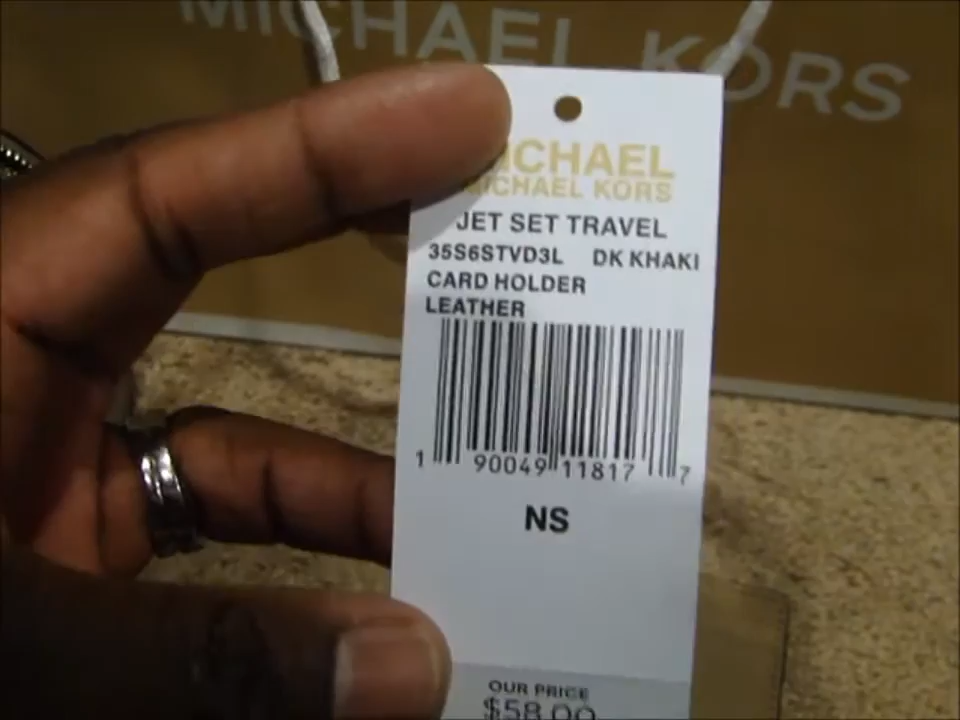 MICHAEL KORS
MICHAEL
MICHAEL KORS
JET SET TRAVEL
35S6STVD3L DK KHAKI
CARD HOLDER
LEATHER
1 90049 11817 7
NS
OUR PRICE
$58.00